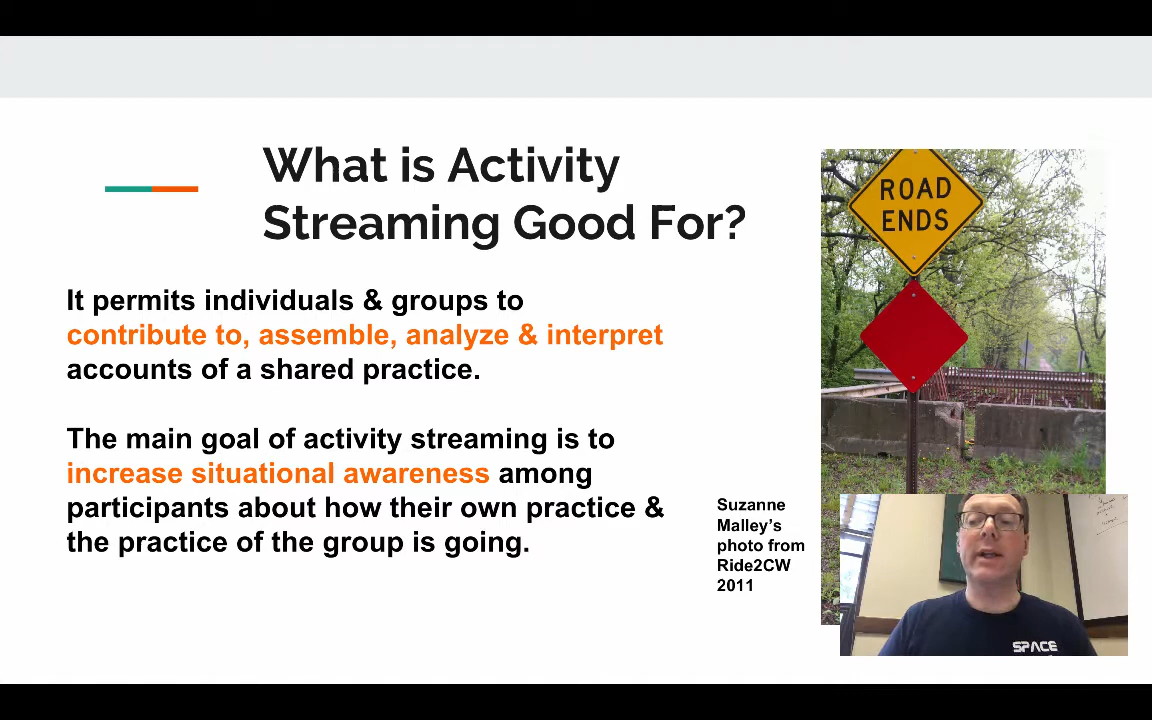 What is Activity
Streaming Good For?
It permits individuals & groups to
contribute to, assemble, analyze & interpret
accounts of a shared practice.
The main goal of activity streaming is to
increase situational awareness among
participants about how their own practice &
the practice of the group is going.
ROAD
ENDS
Suzanne
Malley’s
photo from
Ride2CW
2011
SPACE